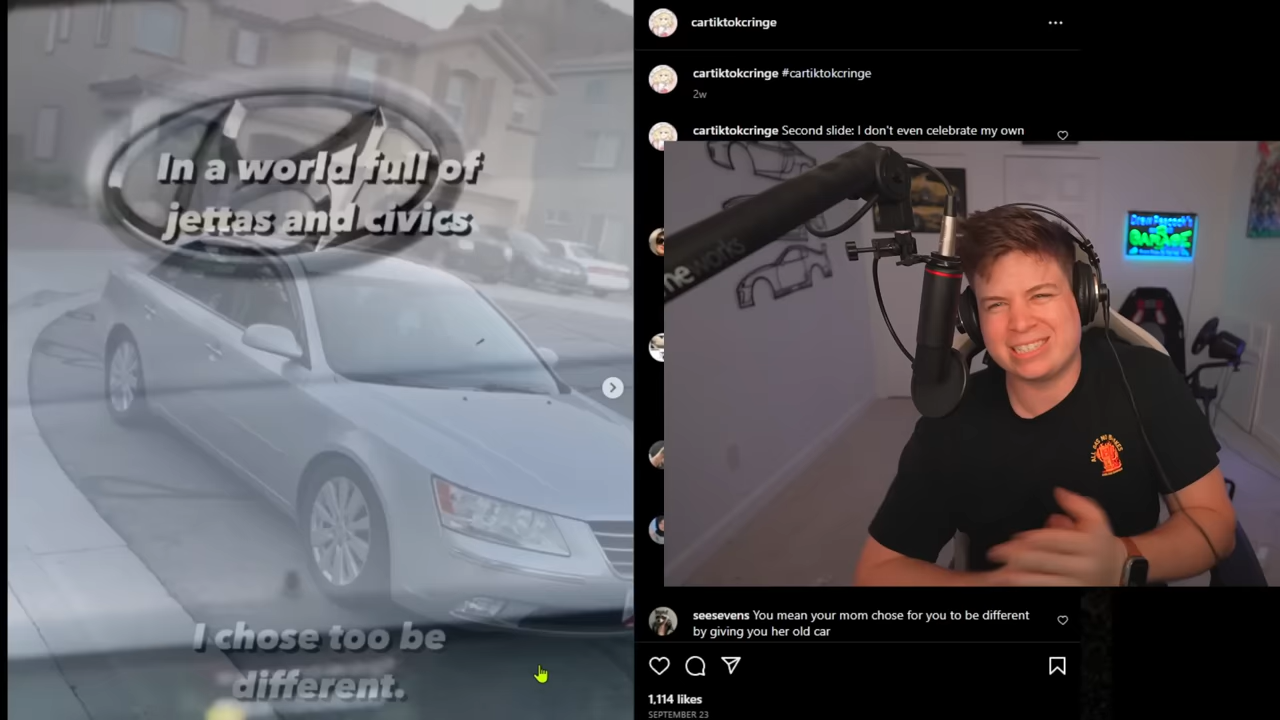 In a world full of
jettas and civics
I chose too be
different.
cartiktokcringe
cartiktokcringe #cartiktokcringe
2w
cartiktokcringe Second slide: I don't even celebrate my own
GARAGE
seesevens You mean your mom chose for you to be different
by giving you her old car
1,114 likes
SEPTEMBER 23